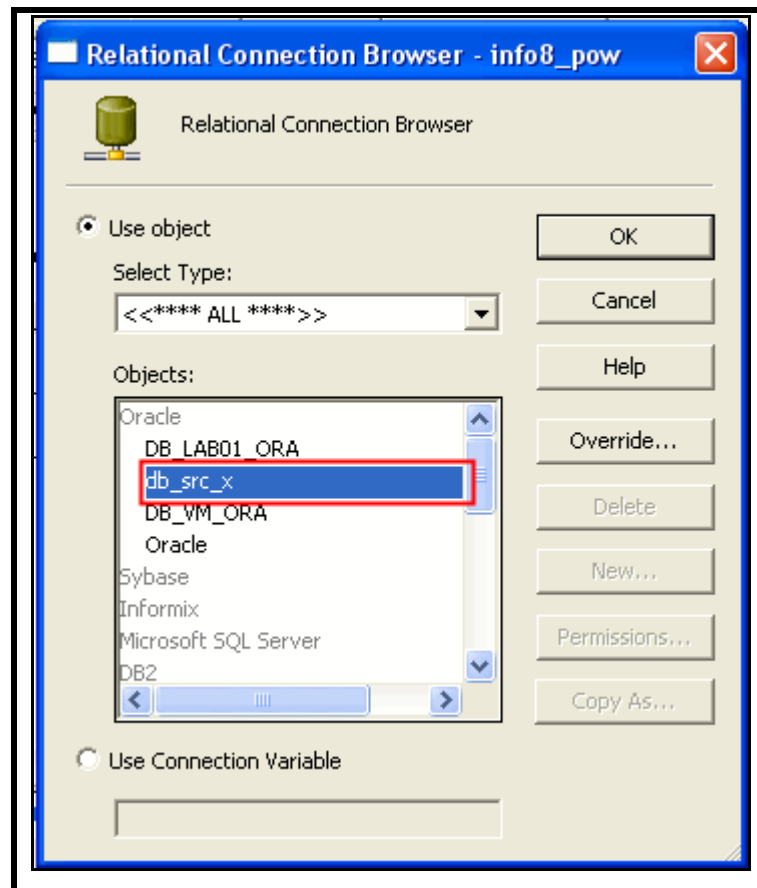 Relational Connection Browser - info8_pow
Relational Connection Browser
Use object
Select Type:
<<**** ALL ****>>
Objects:
Oracle
DB_LAB01_ORA
db_src_x
DB_VM_ORA
Oracle
Sybase
Informix
Microsoft SQL Server
DB2
OK
Cancel
Help
Override...
Delete
New...
Permissions...
Copy As...
Use Connection Variable